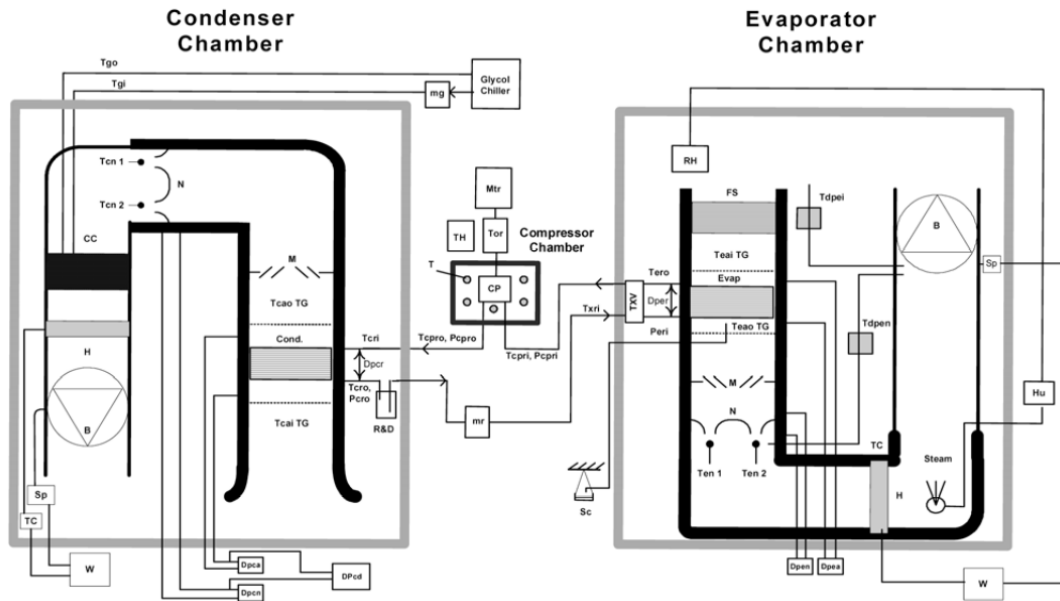 Condenser
Chamber
Evaporator
Chamber
Tgo
Tgi
mg
Glycol
Chiller
Tcn 1
Tcn 2
N
CC
M
Tcao TG
Cond.
Tcai TG
H
B
Sp
TC
W
Dpca
Dpcn
DPcd
Tcri
Dpcr
Tcro,
Pcro
R&D
Mtr
TH
Tor
Compressor
Chamber
T
CP
Tcpro, Pcpro
Tcpri, Pcpri
mr
Txri
TXV
Tero
Dper
Peri
Sc
RH
FS
Teai TG
Evap
Teao TG
M
N
Ten 1
Ten 2
Tdpei
Tdpen
B
Sp
Hu
TC
Steam
H
Dpen
Dpea
W